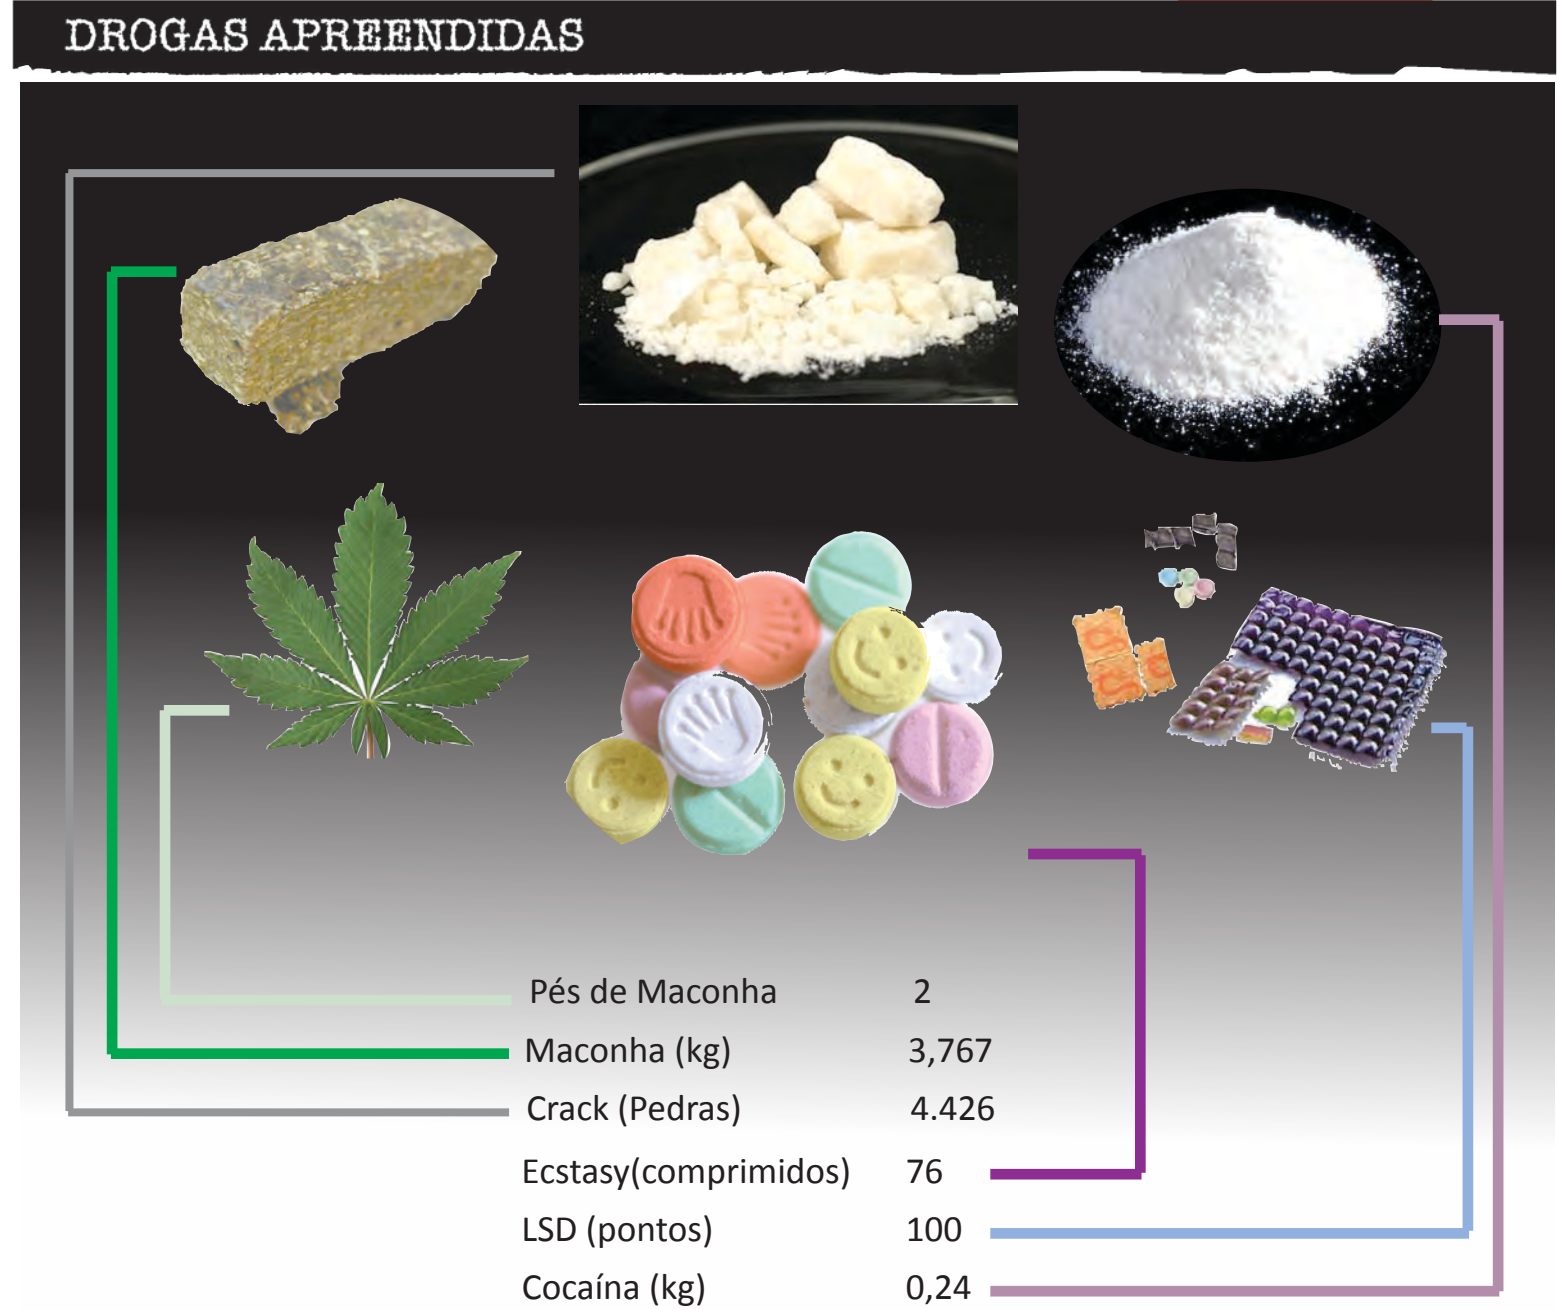 DROGAS APREENDIDAS
Pés de Maconha 2
Maconha (kg) 3,767
Crack (Pedras) 4.426
Ecstasy(comprimidos) 76
LSD (pontos) 100
Cocaína (kg) 0,24